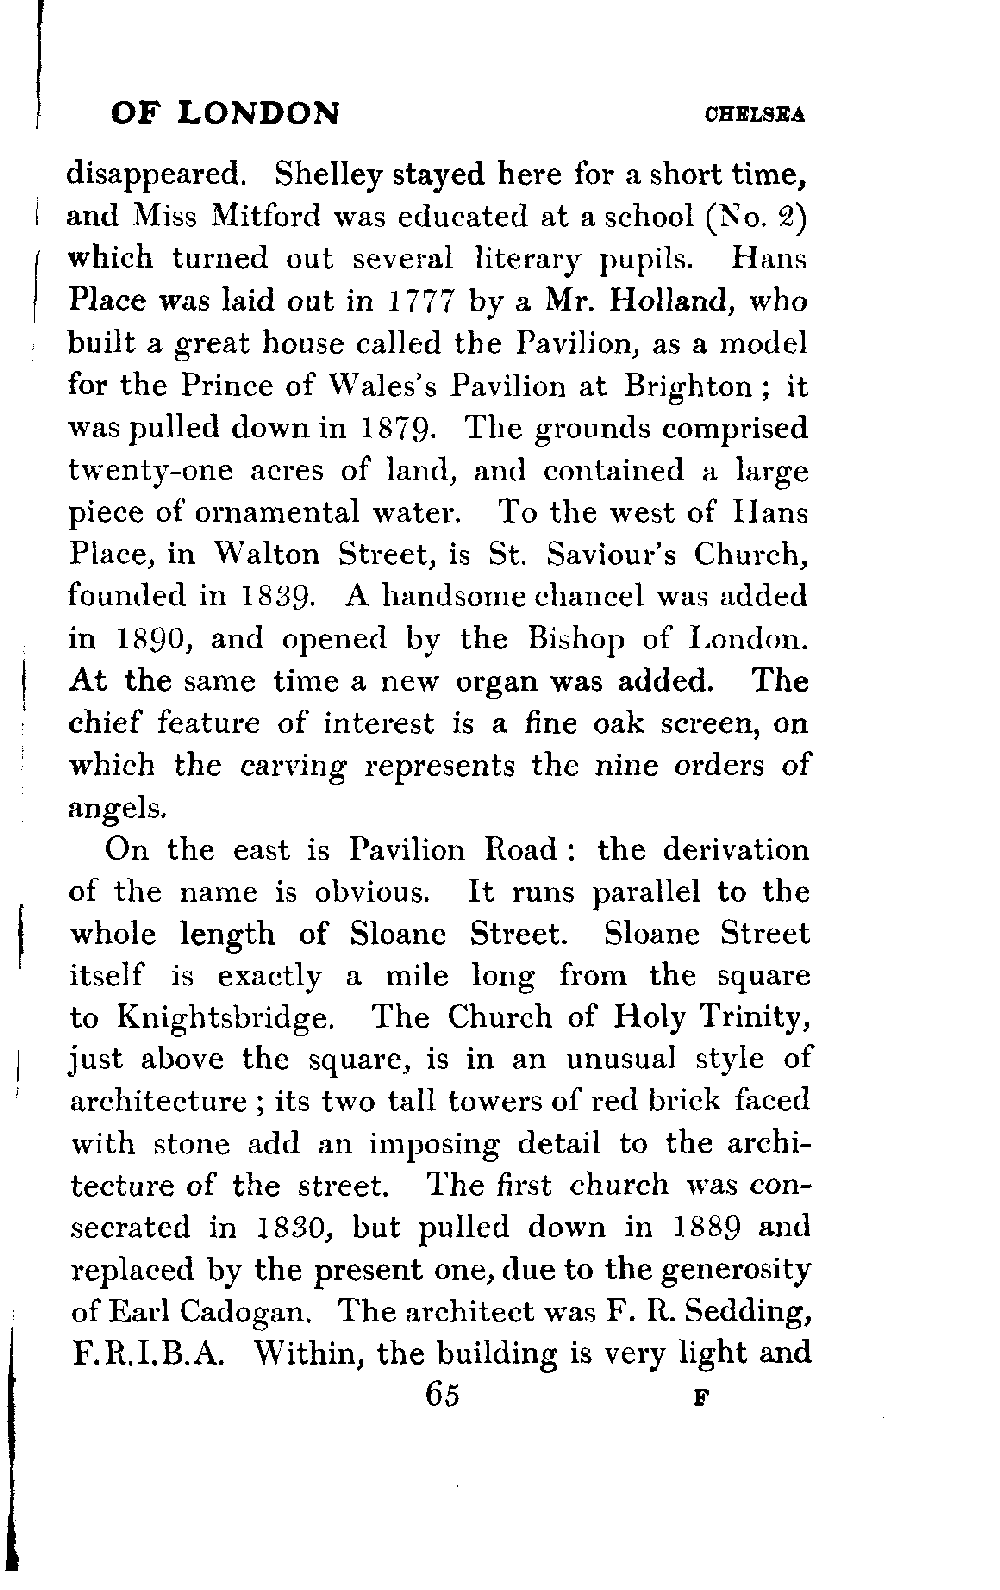 OF LONDON CHELSEA
disappeared. Shelley stayed here for a short time,
and Miss Mitford was educated at a school (No. 2)
which turned out several literary pupils. Hans
Place was laid out in 1777 by a Mr. Holland, who
built a great house called the Pavilion, as a model
for the Prince of Wales's Pavilion at Brighton ; it
was pulled down in 1879. The grounds comprised
twenty-one acres of land, and contained a large
piece of ornamental water. To the west of Hans
Place, in Walton Street, is St. Saviour's Church,
founded in 1839. A handsome chancel was added
in 1890, and opened by the Bishop of London.
At the same time a new organ was added. The
chief feature of interest is a fine oak screen, on
which the carving represents the nine orders of
angels.
On the east is Pavilion Road : the derivation
of the name is obvious. It runs parallel to the
whole length of Sloane Street. Sloane Street
itself is exactly a mile long from the square
to Knightsbridge. The Church of Holy Trinity,
just above the square, is in an unusual style of
architecture ; its two tall towers of red brick faced
with stone add an imposing detail to the archi-
tecture of the street. The first church was con-
secrated in 1830, but pulled down in 1889 and
replaced by the present one, due to the generosity
of Earl Cadogan. The architect was F. R. Sedding,
F.R.I.B.A. Within, the building is very light and
65 F